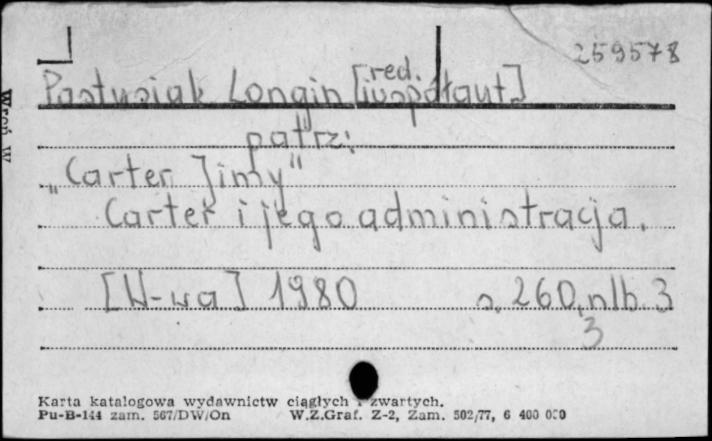 259578
Pastusiak Longin [red. i współaut]
patrz:
"Carter Jimy"
Carter i jego administracja.
[W-wa] 1980 s. 260, nlb. 3
3
Karta katalogowa wydawnictw ciągłych i zwartych.
Pu-B-144 zam. 567/DW/On W.Z.Graf. Z-2, Zam. 502/77, 6 400 000